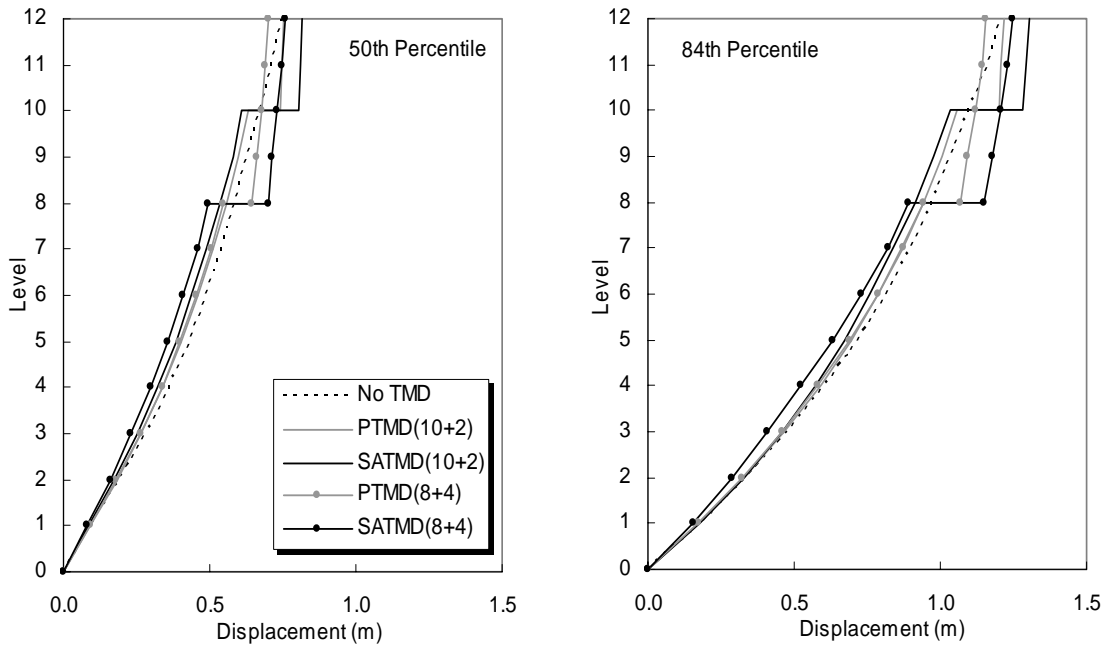 12
11
10
9
8
7
6
5
4
3
2
1
0
Level
50th Percentile
No TMD
PTMD(10+2)
SATMD(10+2)
PTMD(8+4)
SATMD(8+4)
0.0 0.5 1.0 1.5
Displacement (m)
12
11
10
9
8
7
6
5
4
3
2
1
0
Level
84th Percentile
0.0 0.5 1.0 1.5
Displacement (m)